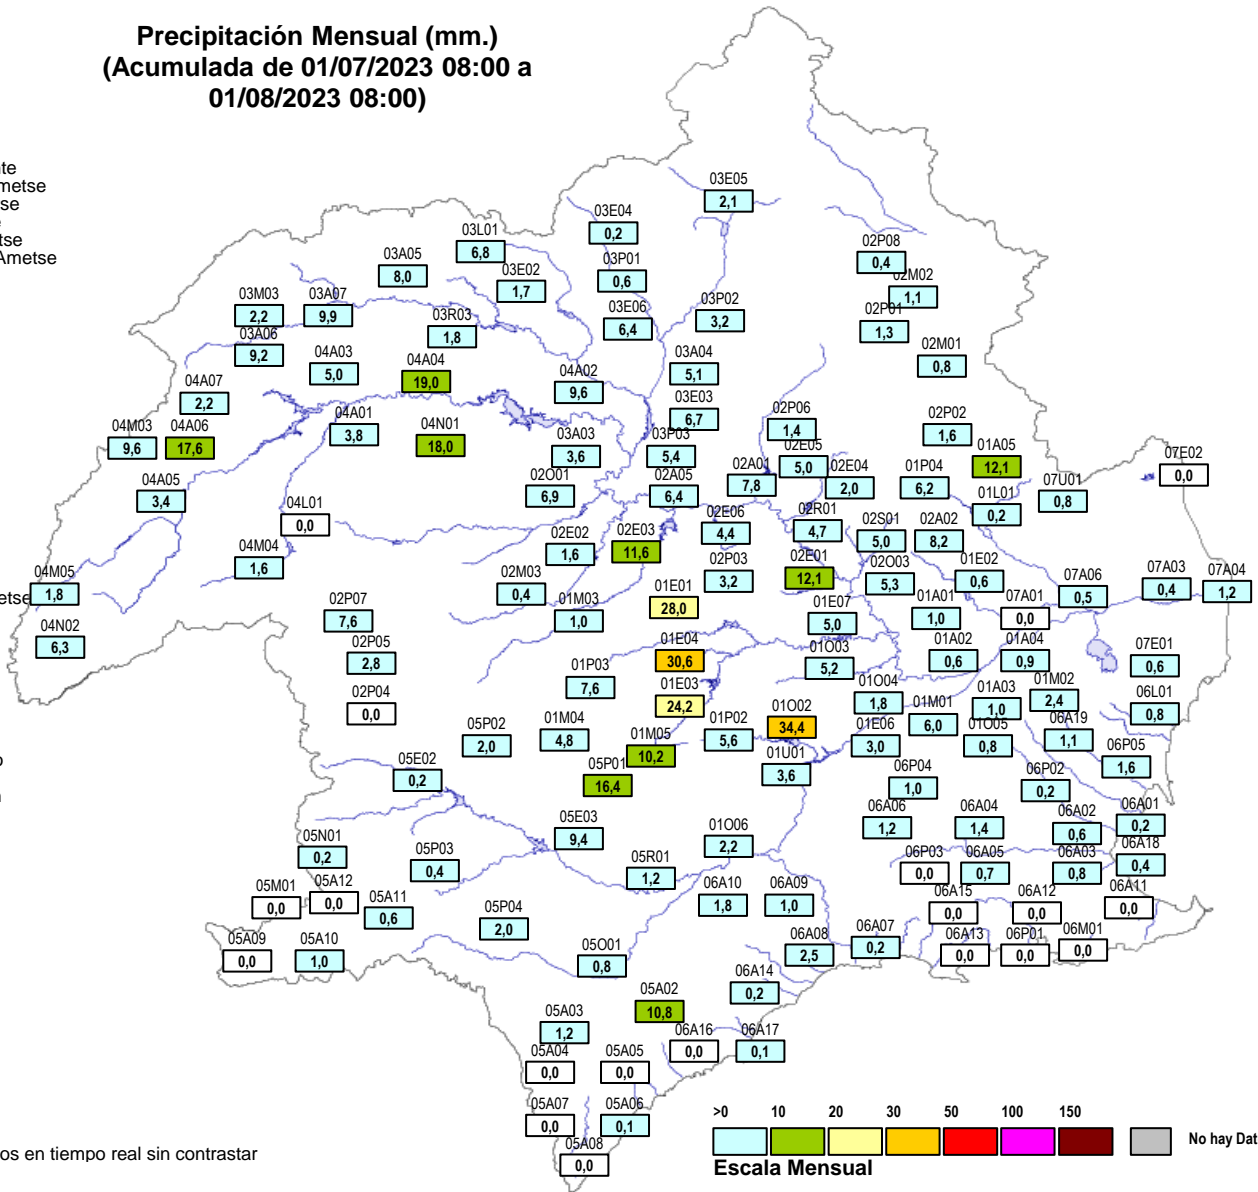 Precipitación Mensual (mm.)
(Acumulada de 01/07/2023 08:00 a
01/08/2023 08:00)
nte
metse
tse
e
tse
Ametse
03E05
2,1
03E04
0,2
03L01
6,8
03A05
8,0
03E02
1,7
03P01
0,6
02P08
0,4
02M02
1,1
03M03
2,2
03A07
9,9
03R03
1,8
03E06
6,4
03P02
3,2
02P01
1,3
03A06
9,2
04A03
5,0
04A04
19,0
04A02
9,6
03A04
5,1
02M01
0,8
04A07
2,2
03E03
6,7
04M03
9,6
04A06
17,6
04A01
3,8
04N01
18,0
03A03
3,6
03P03
5,4
02P06
1,4
02P02
1,6
02E05
5,0
01A05
12,1
07E02
0,0
04A05
3,4
02O01
6,9
02A05
6,4
02A01
7,8
02E04
2,0
01P04
6,2
07U01
0,8
01L01
0,2
04L01
0,0
02E06
4,4
02R01
4,7
02S01
5,0
02A02
8,2
02E02
1,6
02E03
11,6
04M04
1,6
04M05
1,8
02M03
0,4
02P03
3,2
02E01
12,1
02O03
5,3
01E02
0,6
07A06
0,5
07A03
0,4
07A04
1,2
etse
02P07
7,6
01M03
1,0
01E01
28,0
01E07
5,0
01A01
1,0
07A01
0,0
04N02
6,3
02P05
2,8
01E04
30,6
01O03
5,2
01A02
0,6
01A04
0,9
07E01
0,6
01P03
7,6
01E03
24,2
02P04
0,0
01O04
1,8
01A03
1,0
01M02
2,4
06L01
0,8
05P02
2,0
01M04
4,8
01M05
10,2
01P02
5,6
01O02
34,4
01M01
6,0
01E06
3,0
01O05
0,8
06A19
1,1
05E02
0,2
05P01
16,4
01U01
3,6
06P04
1,0
06P02
0,2
06P05
1,6
05E03
9,4
01O06
2,2
06A06
1,2
06A04
1,4
06A02
0,6
06A01
0,2
05N01
0,2
05P03
0,4
05R01
1,2
06P03
0,0
06A05
0,7
06A03
0,8
06A18
0,4
05M01
0,0
05A12
0,0
05A11
0,6
06A10
1,8
06A09
1,0
06A15
0,0
06A12
0,0
06A11
0,0
05P04
2,0
05A09
0,0
05A10
1,0
05O01
0,8
06A08
2,5
06A07
0,2
06A13
0,0
06P01
0,0
06M01
0,0
05A02
10,8
06A14
0,2
05A03
1,2
06A16
0,0
06A17
0,1
05A04
0,0
05A05
0,0
05A07
0,0
05A06
0,1
05A08
0,0
>0 10 20 30 50 100 150
No hay Dat
Escala Mensual
os en tiempo real sin contrastar